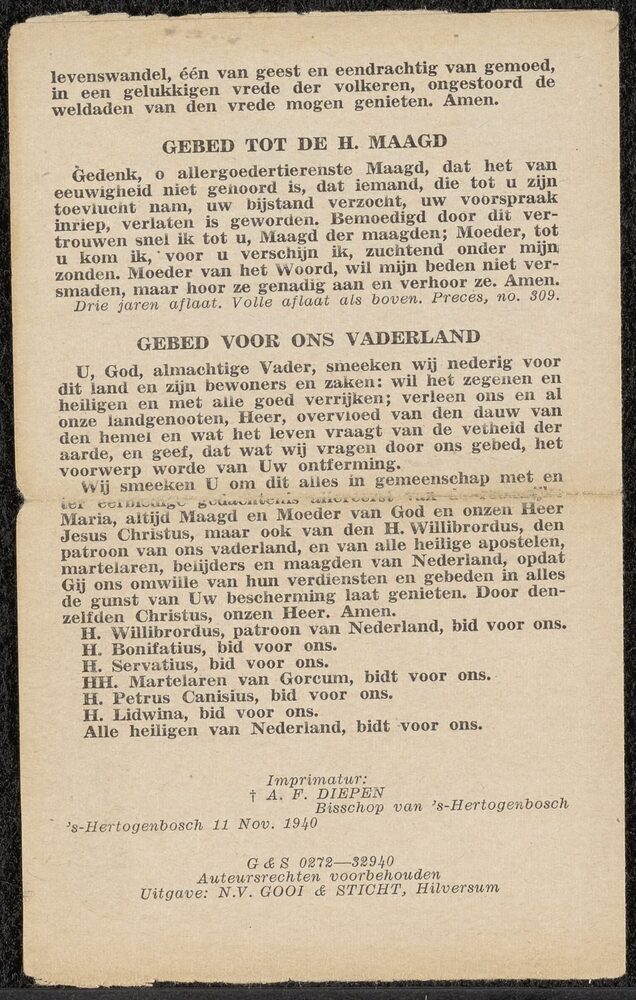 levenswandel, één van geest en eendrachtig van gemoed,
in een gelukkigen vrede der volkeren, ongestoord de
weldaden van den vrede mogen genieten. Amen.
GEBED TOT DE H. MAAGD
Gedenk, o allergoedertierenste Maagd, dat het van
eeuwigheid niet gehoord is, dat iemand, die tot u zijn
toevlucht nam, uw bijstand verzocht, uw voorspraak
inriep, verlaten is geworden. Bemoedigd door dit ver-
trouwen snel ik tot u, Maagd der maagden; Moeder, tot
u kom ik, voor u verschijn ik, zuchtend onder mijn
zonden. Moeder van het Woord, wil mijn beden niet ver-
smaden, maar hoor ze genadig aan en verhoor ze. Amen.
Drie jaren aflaat. Volle aflaat als boven. Preces, no. 309.
GEBED VOOR ONS VADERLAND
U, God, almachtige Vader, smeeken wij nederig voor
dit land en zijn bewoners en zaken: wil het zegenen en
heiligen en met alle goed verrijken; verleen ons en al
onze landgenooten, Heer, overvloed van den dauw van
den hemel en wat het leven vraagt van de vetheid der
aarde, en geef, dat wat wij vragen door ons gebed, het
voorwerp worde van Uw ontferming.
Wij smeeken U om dit alles in gemeenschap met en
ter eerbiedige gedachtenis allereerst van de
Maria, altijd Maagd en Moeder van God en onzen Heer
Jesus Christus, maar ook van den H. Willibrordus, den
patroon van ons vaderland, en van alle heilige apostelen,
martelaren, belijders en maagden van Nederland, opdat
Gij ons omwille van hun verdiensten en gebeden in alles
de gunst van Uw bescherming laat genieten. Door den-
zelfden Christus, onzen Heer. Amen.
H. Willibrordus, patroon van Nederland, bid voor ons.
H. Bonifatius, bid voor ons.
H. Servatius, bid voor ons.
HH. Martelaren van Gorcum, bidt voor ons.
H. Petrus Canisius, bid voor ons.
H. Lidwina, bid voor ons.
Alle heiligen van Nederland, bidt voor ons.
Imprimatur:
† A. F. DIEPEN
Bisschop van 's-Hertogenbosch
's-Hertogenbosch 11 Nov. 1940
G & S 0272—32940
Auteursrechten voorbehouden
Uitgave: N.V. GOOI & STICHT, Hilversum